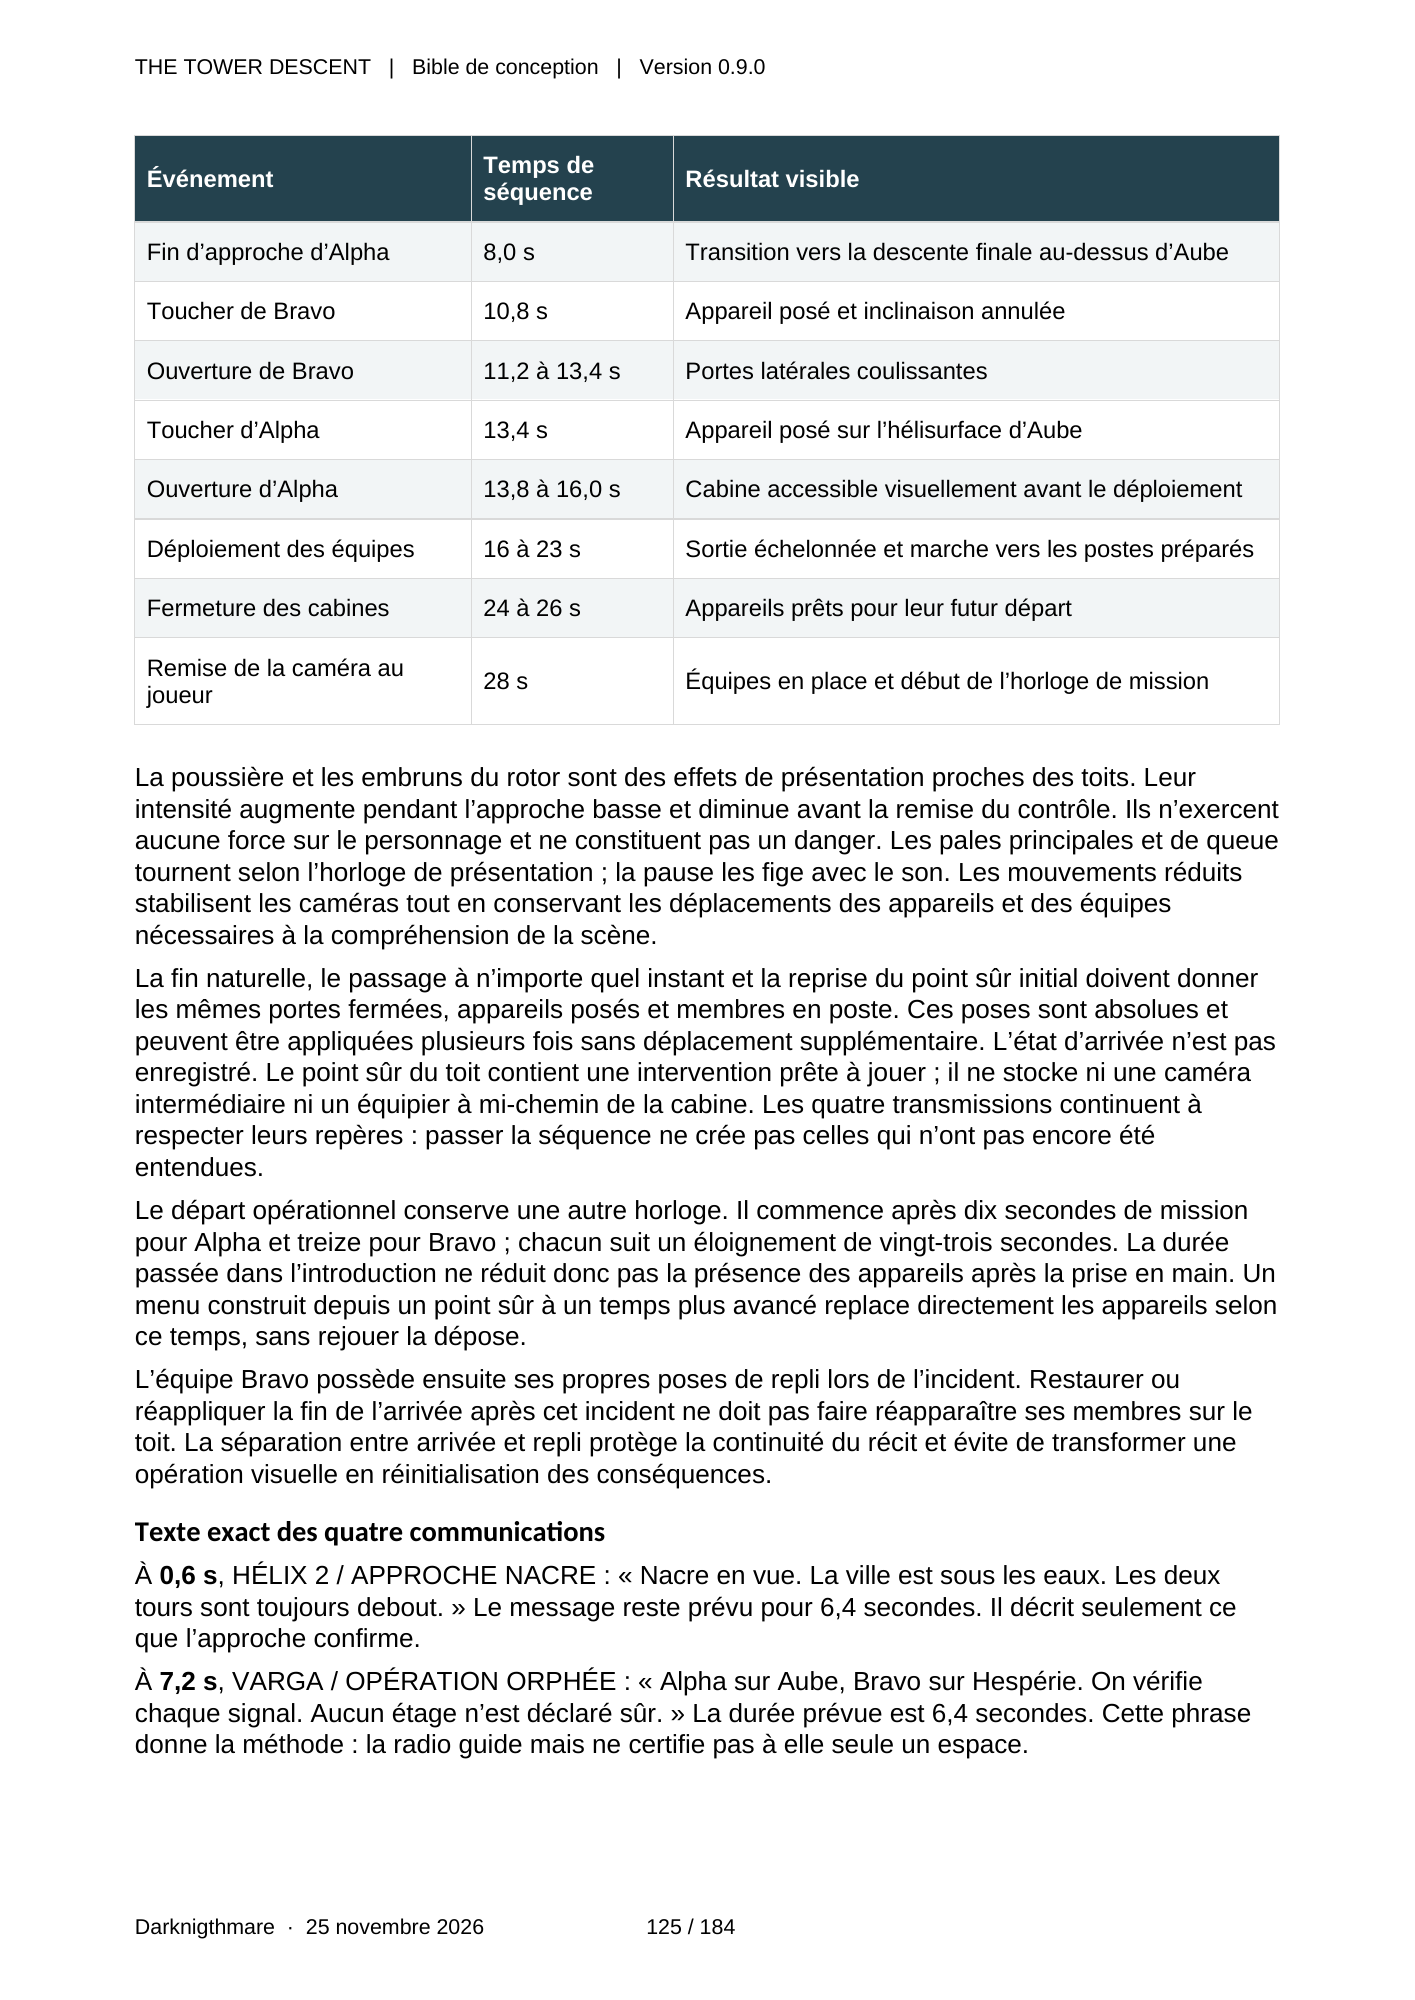 THE TOWER DESCENT | Bible de conception | Version 0.9.0
Événement
Temps de
séquence
Résultat visible
Fin d’approche d’Alpha
8,0 s
Transition vers la descente finale au-dessus d’Aube
Toucher de Bravo
10,8 s
Appareil posé et inclinaison annulée
Ouverture de Bravo
11,2 à 13,4 s
Portes latérales coulissantes
Toucher d’Alpha
13,4 s
Appareil posé sur l’hélisurface d’Aube
Ouverture d’Alpha
13,8 à 16,0 s
Cabine accessible visuellement avant le déploiement
Déploiement des équipes
16 à 23 s
Sortie échelonnée et marche vers les postes préparés
Fermeture des cabines
24 à 26 s
Appareils prêts pour leur futur départ
Remise de la caméra au
joueur
28 s
Équipes en place et début de l’horloge de mission
La poussière et les embruns du rotor sont des effets de présentation proches des toits. Leur
intensité augmente pendant l’approche basse et diminue avant la remise du contrôle. Ils n’exercent
aucune force sur le personnage et ne constituent pas un danger. Les pales principales et de queue
tournent selon l’horloge de présentation ; la pause les fige avec le son. Les mouvements réduits
stabilisent les caméras tout en conservant les déplacements des appareils et des équipes
nécessaires à la compréhension de la scène.
La fin naturelle, le passage à n’importe quel instant et la reprise du point sûr initial doivent donner
les mêmes portes fermées, appareils posés et membres en poste. Ces poses sont absolues et
peuvent être appliquées plusieurs fois sans déplacement supplémentaire. L’état d’arrivée n’est pas
enregistré. Le point sûr du toit contient une intervention prête à jouer ; il ne stocke ni une caméra
intermédiaire ni un équipier à mi-chemin de la cabine. Les quatre transmissions continuent à
respecter leurs repères : passer la séquence ne crée pas celles qui n’ont pas encore été
entendues.
Le départ opérationnel conserve une autre horloge. Il commence après dix secondes de mission
pour Alpha et treize pour Bravo ; chacun suit un éloignement de vingt-trois secondes. La durée
passée dans l’introduction ne réduit donc pas la présence des appareils après la prise en main. Un
menu construit depuis un point sûr à un temps plus avancé replace directement les appareils selon
ce temps, sans rejouer la dépose.
L’équipe Bravo possède ensuite ses propres poses de repli lors de l’incident. Restaurer ou
réappliquer la fin de l’arrivée après cet incident ne doit pas faire réapparaître ses membres sur le
toit. La séparation entre arrivée et repli protège la continuité du récit et évite de transformer une
opération visuelle en réinitialisation des conséquences.
Texte exact des quatre communications
À 0,6 s, HÉLIX 2 / APPROCHE NACRE : « Nacre en vue. La ville est sous les eaux. Les deux
tours sont toujours debout. » Le message reste prévu pour 6,4 secondes. Il décrit seulement ce
que l’approche confirme.
À 7,2 s, VARGA / OPÉRATION ORPHÉE : « Alpha sur Aube, Bravo sur Hespérie. On vérifie
chaque signal. Aucun étage n’est déclaré sûr. » La durée prévue est 6,4 secondes. Cette phrase
donne la méthode : la radio guide mais ne certifie pas à elle seule un espace.
Darknigthmare · 25 novembre 2026
125 / 184